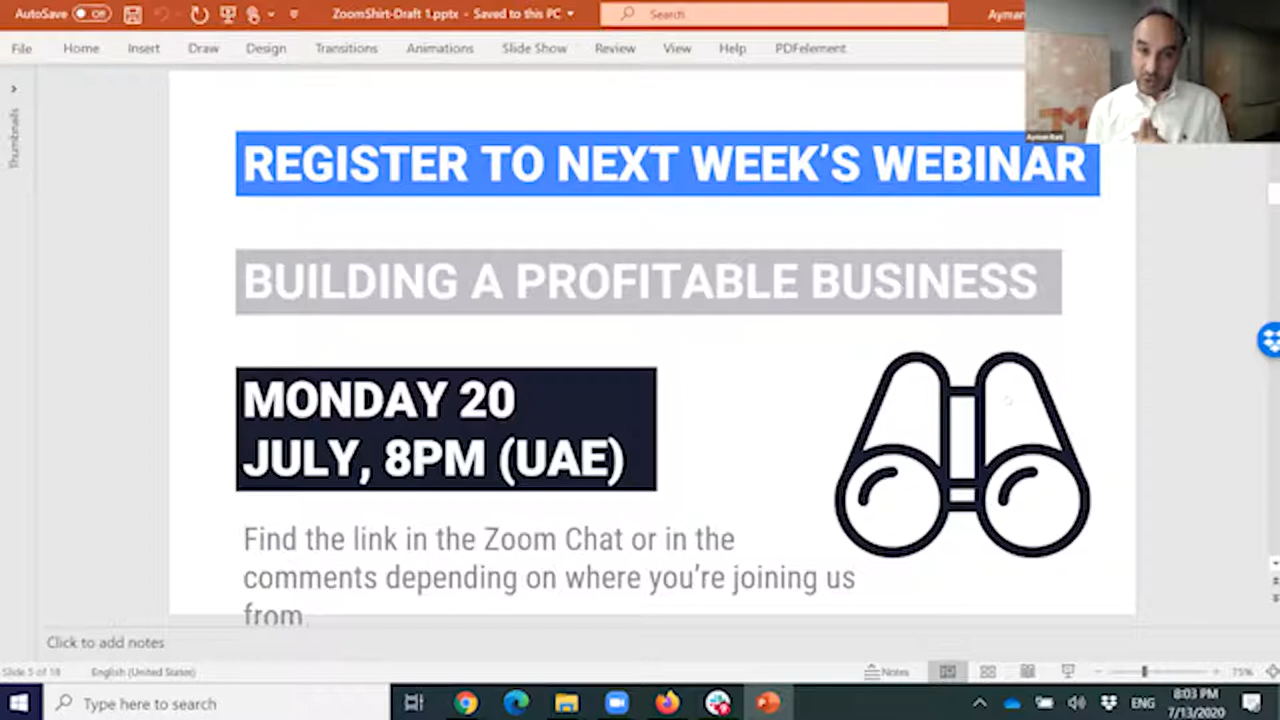 AutoSave Off ZoomShirt-Draft 1.pptx - Saved to this PC Search Ayman
File Home Insert Draw Design Transitions Animations Slide Show Review View Help PDFelement
Thumbnails
REGISTER TO NEXT WEEK’S WEBINAR
BUILDING A PROFITABLE BUSINESS
MONDAY 20
JULY, 8PM (UAE)
Find the link in the Zoom Chat or in the
comments depending on where you’re joining us
from.
Click to add notes
Slide 5 of 18 English (United States) Notes 75%
Type here to search ENG 8:03 PM
7/13/2020